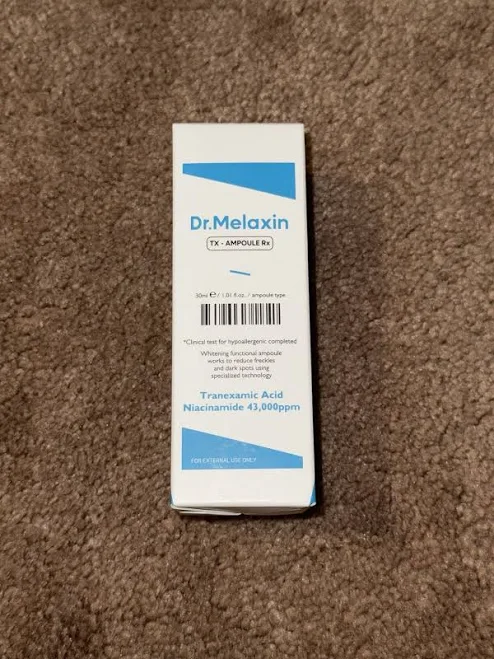 Dr.Melaxin
TX - AMPOULE Rx
30ml ℮ / 1.01 fl.oz. / ampoule type
*Clinical test for hypoallergenic completed
Whitening functional ampoule
works to reduce freckles
and dark spots using
specialized technology
Tranexamic Acid
Niacinamide 43,000ppm
FOR EXTERNAL USE ONLY